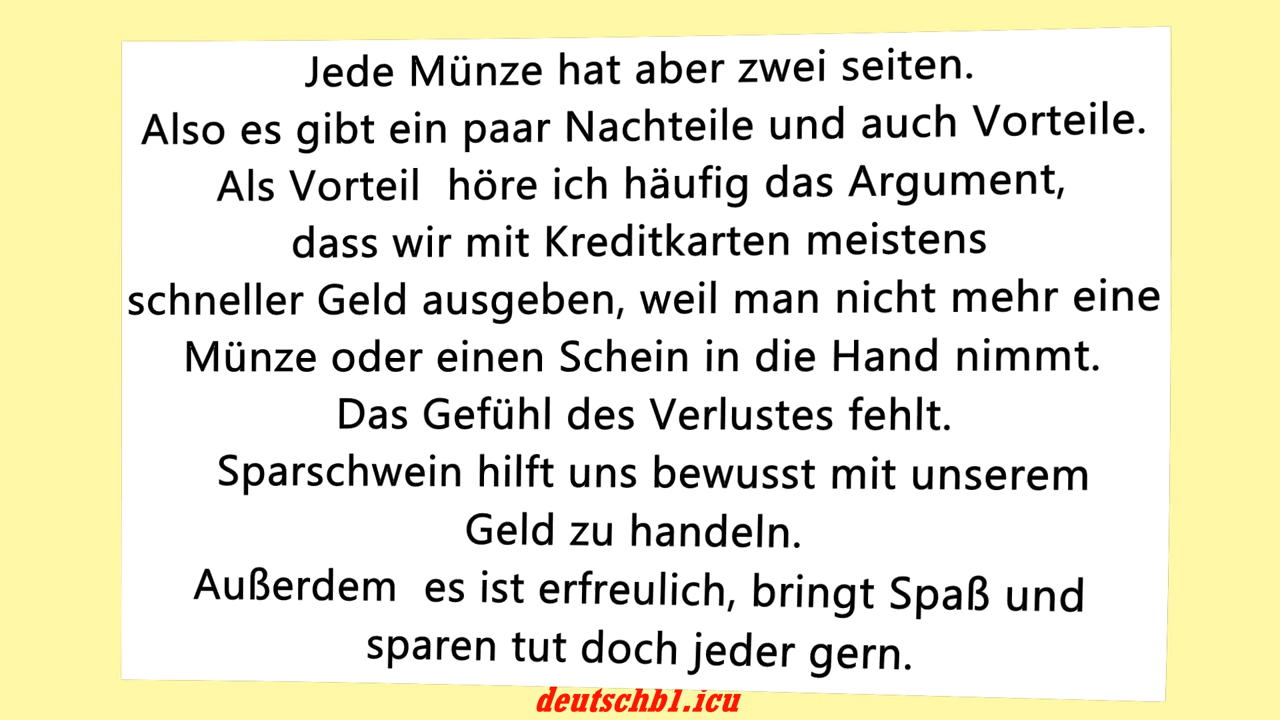 Jede Münze hat aber zwei seiten.
Also es gibt ein paar Nachteile und auch Vorteile.
Als Vorteil  höre ich häufig das Argument,
dass wir mit Kreditkarten meistens
schneller Geld ausgeben, weil man nicht mehr eine
Münze oder einen Schein in die Hand nimmt.
Das Gefühl des Verlustes fehlt.
Sparschwein hilft uns bewusst mit unserem
Geld zu handeln.
Außerdem  es ist erfreulich, bringt Spaß und
sparen tut doch jeder gern.
deutschb1.icu